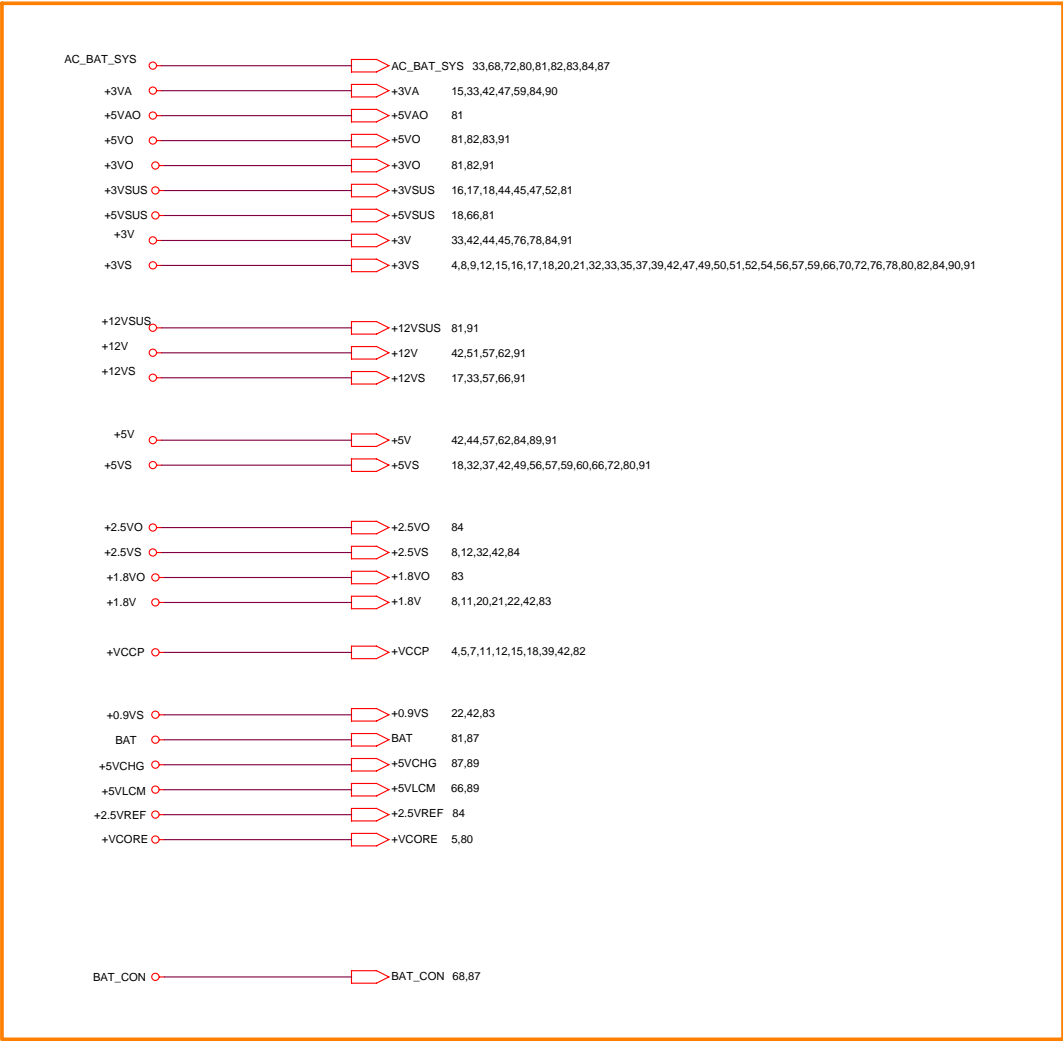 AC_BAT_SYS AC_BAT_SYS 33,68,72,80,81,82,83,84,87
+3VA +3VA 15,33,42,47,59,84,90
+5VAO +5VAO 81
+5VO +5VO 81,82,83,91
+3VO +3VO 81,82,91
+3VSUS +3VSUS 16,17,18,44,45,47,52,81
+5VSUS +5VSUS 18,66,81
+3V +3V 33,42,44,45,76,78,84,91
+3VS +3VS 4,8,9,12,15,16,17,18,20,21,32,33,35,37,39,42,47,49,50,51,52,54,56,57,59,66,70,72,76,78,80,82,84,90,91
+12VSUS +12VSUS 81,91
+12V +12V 42,51,57,62,91
+12VS +12VS 17,33,57,66,91
+5V +5V 42,44,57,62,84,89,91
+5VS +5VS 18,32,37,42,49,56,57,59,60,66,72,80,91
+2.5VO +2.5VO 84
+2.5VS +2.5VS 8,12,32,42,84
+1.8VO +1.8VO 83
+1.8V +1.8V 8,11,20,21,22,42,83
+VCCP +VCCP 4,5,7,11,12,15,18,39,42,82
+0.9VS +0.9VS 22,42,83
BAT BAT 81,87
+5VCHG +5VCHG 87,89
+5VLCM +5VLCM 66,89
+2.5VREF +2.5VREF 84
+VCORE +VCORE 5,80
BAT_CON BAT_CON 68,87